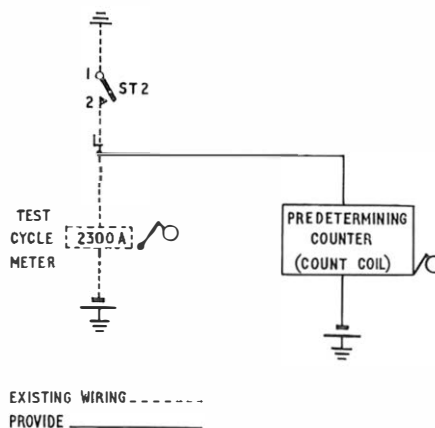 1
ST2
2
TEST
CYCLE
METER
2300A
PREDETERMINING
COUNTER
(COUNT COIL)
EXISTING WIRING
PROVIDE